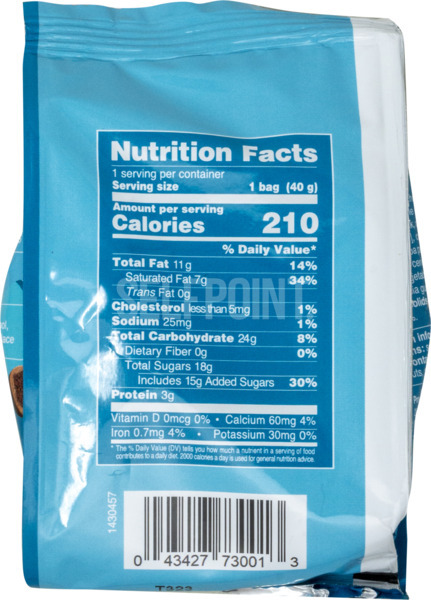 Nutrition Facts
1 serving per container
Serving size 1 bag (40 g)
Amount per serving
Calories 210
% Daily Value*
Total Fat 11g 14%
Saturated Fat 7g 34%
Trans Fat 0g
Cholesterol less than 5mg 1%
Sodium 25mg 1%
Total Carbohydrate 24g 8%
Dietary Fiber 0g 0%
Total Sugars 18g
Includes 15g Added Sugars 30%
Protein 3g
Vitamin D 0mcg 0% • Calcium 60mg 4%
Iron 0.7mg 4% • Potassium 30mg 0%
* The % Daily Value (DV) tells you how much a nutrient in a serving of food
contributes to a daily diet. 2000 calories a day is used for general nutrition advice.
1430457
0 43427 73001 3